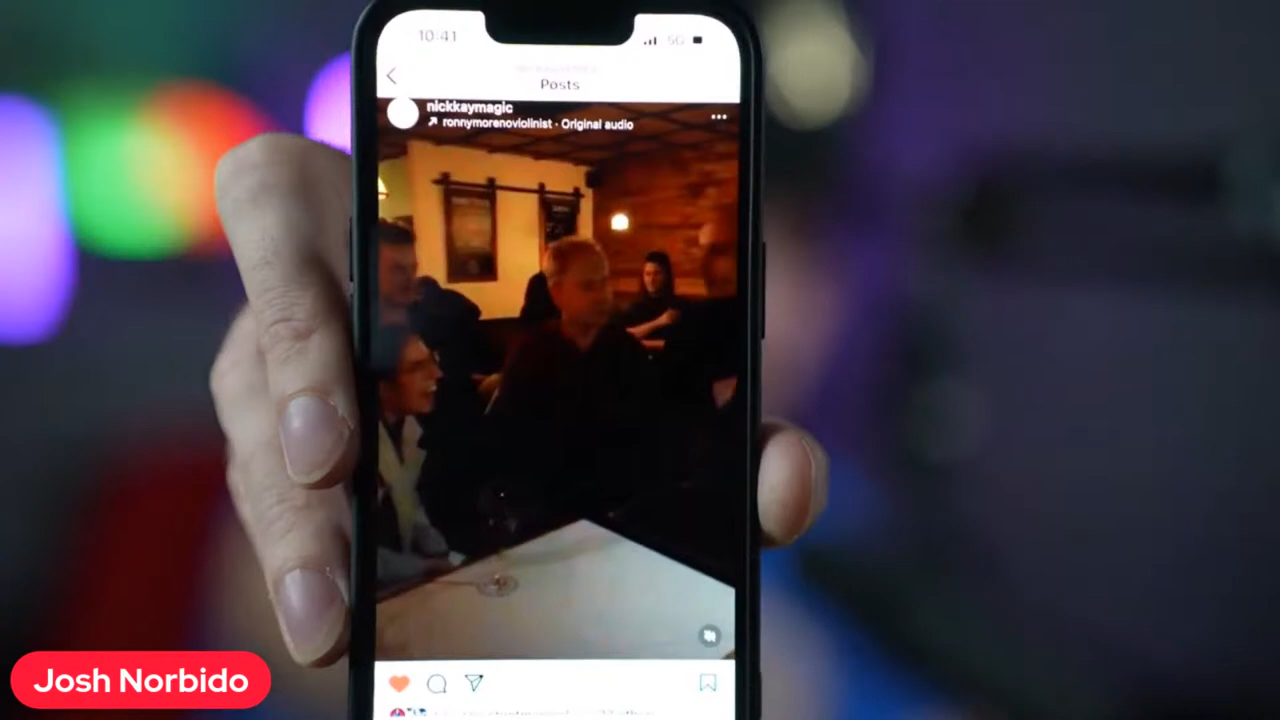 10:41
5G
Posts
nickkaymagic
ronnymorenoviolinist · Original audio
Josh Norbido